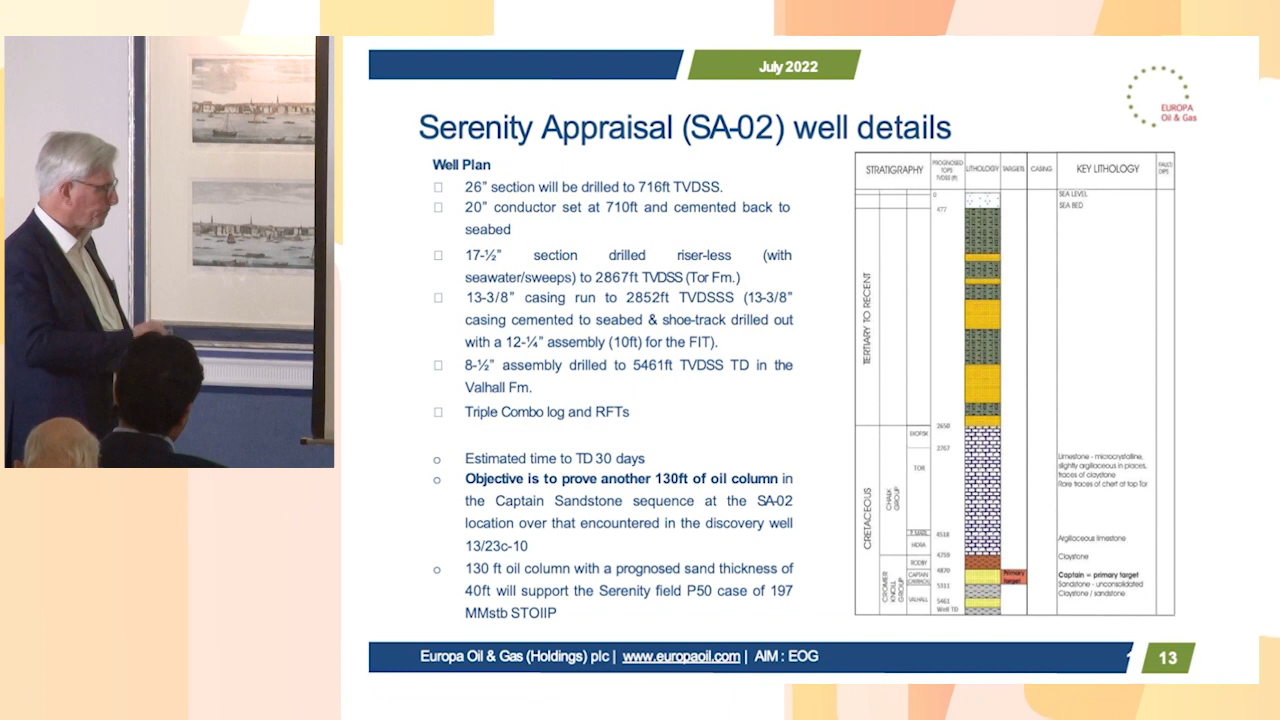 July 2022
EUROPA
Oil & Gas
Serenity Appraisal (SA-02) well details
Well Plan
26” section will be drilled to 716ft TVDSS.
20” conductor set at 710ft and cemented back to
seabed
17-½” section drilled riser-less (with
seawater/sweeps) to 2867ft TVDSS (Tor Fm.)
13-3/8” casing run to 2852ft TVDSSS (13-3/8”
casing cemented to seabed & shoe-track drilled out
with a 12-¼” assembly (10ft) for the FIT).
8-½” assembly drilled to 5461ft TVDSS TD in the
Valhall Fm.
Triple Combo log and RFTs
Estimated time to TD 30 days
Objective is to prove another 130ft of oil column in
the Captain Sandstone sequence at the SA-02
location over that encountered in the discovery well
13/23c-10
130 ft oil column with a prognosed sand thickness of
40ft will support the Serenity field P50 case of 197
MMstb STOIIP
STRATIGRAPHY
PROGNOSED
TOPS
TVDSS (ft)
LITHOLOGY
TARGETS
CASING
KEY LITHOLOGY
0
SEA LEVEL
477
SEA BED
TERTIARY TO RECENT
2650
EKOFISK
2767
TOR
Limestone - microcrystalline,
slightly argillaceous in places,
traces of claystone
Rare traces of chert at top Tor
CRETACEOUS
CHALK
GROUP
4518
HIDRA
Argillaceous limestone
4759
RODBY
Claystone
CROMER
KNOLL
GROUP
4870
CAPTAIN
Primary
target
Captain = primary target
5313
Sandstone - unconsolidated
Claystone / sandstone
VALHALL
5461
Well TD
Europa Oil & Gas (Holdings) plc | www.europaoil.com | AIM : EOG
13